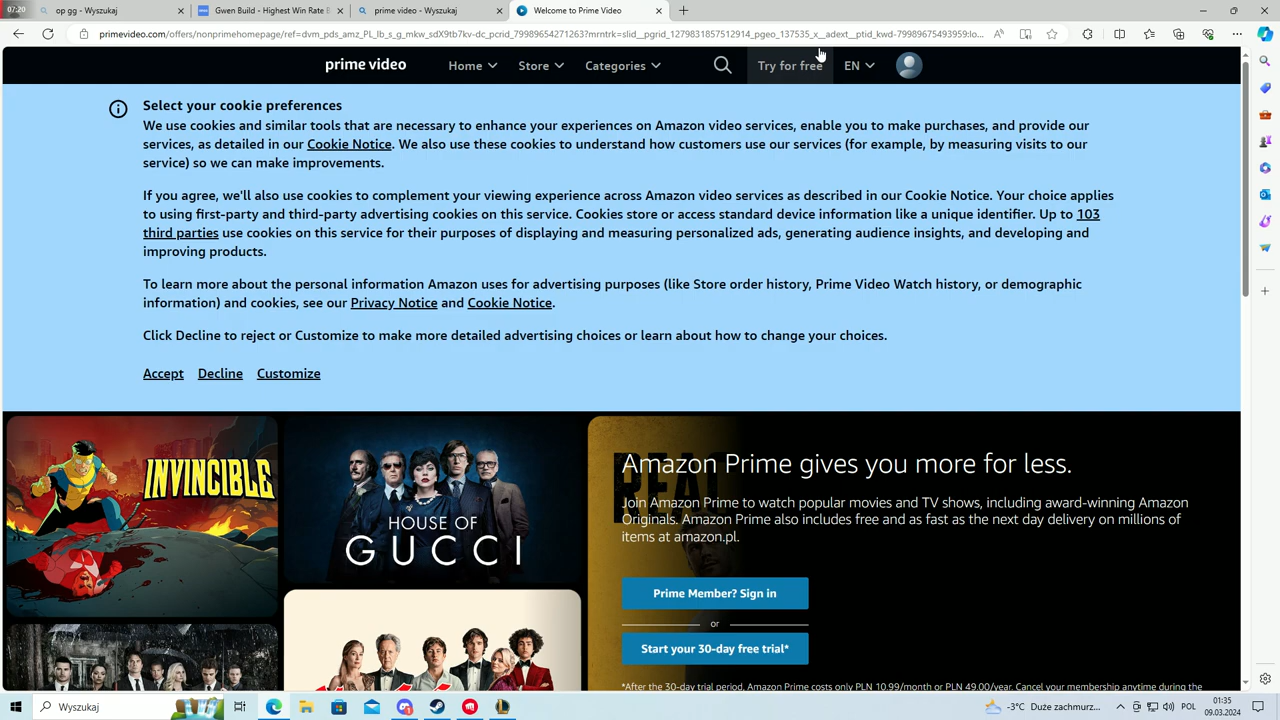 07:20
op gg - Wyszukaj
Gwen Build - Highest Win Rate B
prime video - Wyszukaj
Welcome to Prime Video
primevideo.com/offers/nonprimehomepage/ref=dvm_pds_amz_PL_lb_s_g_mkw_sdX9tb7kv-dc_pcrid_79989654271263?mrntrk=slid__pgrid_1279831857512914_pgeo_137535_x__adext__ptid_kwd-79989675493959:lo...
prime video
Home
Store
Categories
Try for free
EN
Select your cookie preferences
We use cookies and similar tools that are necessary to enhance your experiences on Amazon video services, enable you to make purchases, and provide our
services, as detailed in our Cookie Notice. We also use these cookies to understand how customers use our services (for example, by measuring visits to our
service) so we can make improvements.
If you agree, we'll also use cookies to complement your viewing experience across Amazon video services as described in our Cookie Notice. Your choice applies
to using first-party and third-party advertising cookies on this service. Cookies store or access standard device information like a unique identifier. Up to 103
third parties use cookies on this service for their purposes of displaying and measuring personalized ads, generating audience insights, and developing and
improving products.
To learn more about the personal information Amazon uses for advertising purposes (like Store order history, Prime Video Watch history, or demographic
information) and cookies, see our Privacy Notice and Cookie Notice.
Click Decline to reject or Customize to make more detailed advertising choices or learn about how to change your choices.
Accept Decline Customize
INVINCIBLE
HOUSE OF
GUCCI
Amazon Prime gives you more for less.
Join Amazon Prime to watch popular movies and TV shows, including award-winning Amazon
Originals. Amazon Prime also includes free and as fast as the next day delivery on millions of
items at amazon.pl.
Prime Member? Sign in
or
Start your 30-day free trial*
*After the 30-day trial period, Amazon Prime costs only PLN 10.99/month or PLN 49.00/year. Cancel your membership anytime during the
Wyszukaj
-3°C Duże zachmurz...
POL
01:35
09.03.2024